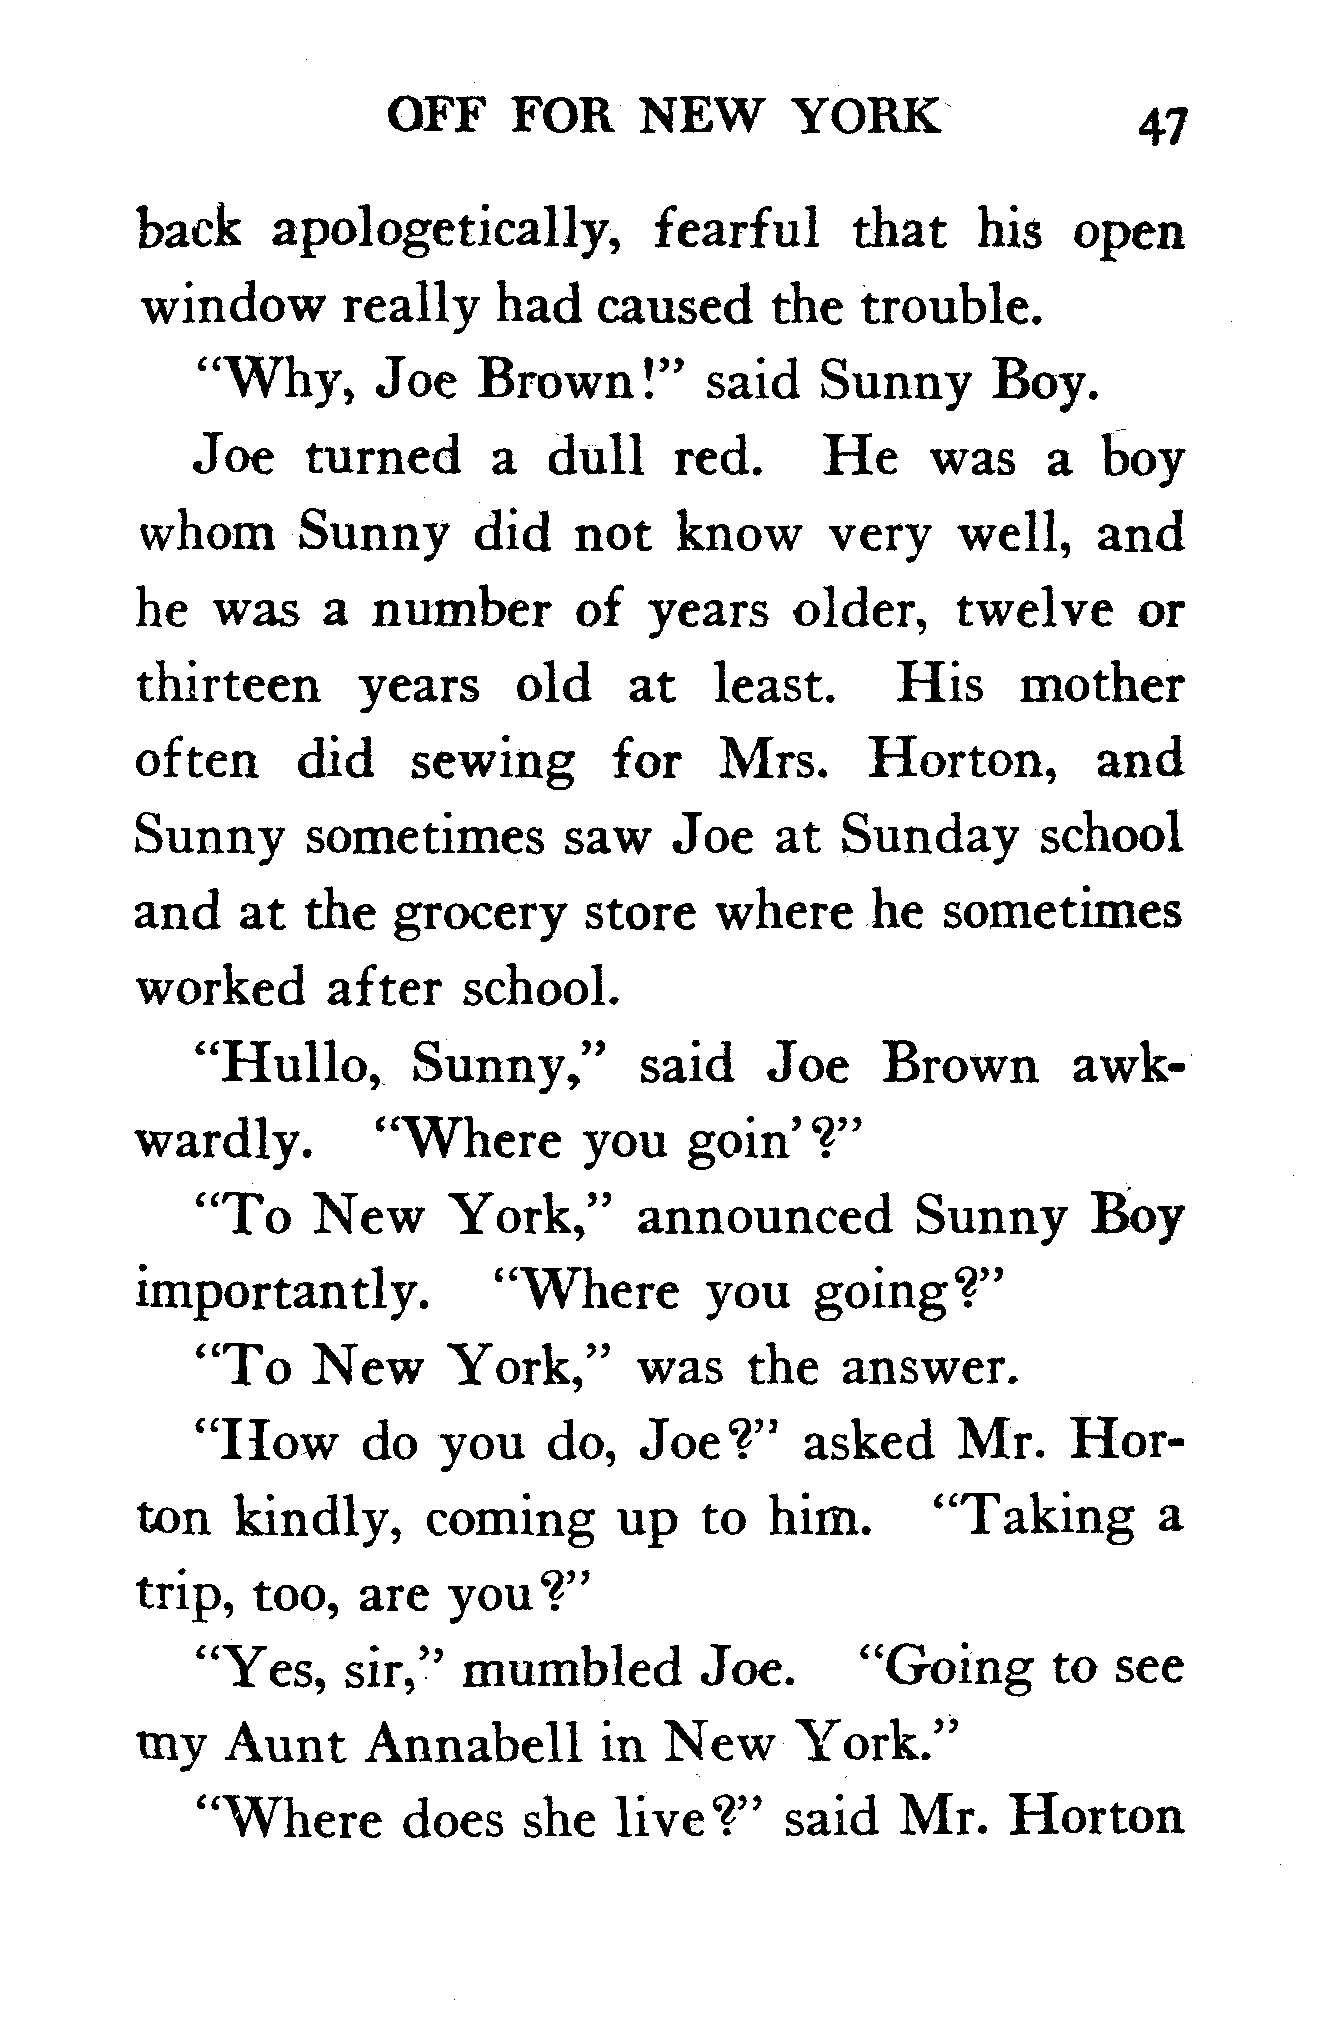 OFF FOR NEW YORK 47
back apologetically, fearful that his open
window really had caused the trouble.
“Why, Joe Brown!” said Sunny Boy.
Joe turned a dull red. He was a boy
whom Sunny did not know very well, and
he was a number of years older, twelve or
thirteen years old at least. His mother
often did sewing for Mrs. Horton, and
Sunny sometimes saw Joe at Sunday school
and at the grocery store where he sometimes
worked after school.
“Hullo, Sunny,” said Joe Brown awk-
wardly. “Where you goin’?”
“To New York,” announced Sunny Boy
importantly. “Where you going?”
“To New York,” was the answer.
“How do you do, Joe?” asked Mr. Hor-
ton kindly, coming up to him. “Taking a
trip, too, are you?”
“Yes, sir,” mumbled Joe. “Going to see
my Aunt Annabell in New York.”
“Where does she live?” said Mr. Horton